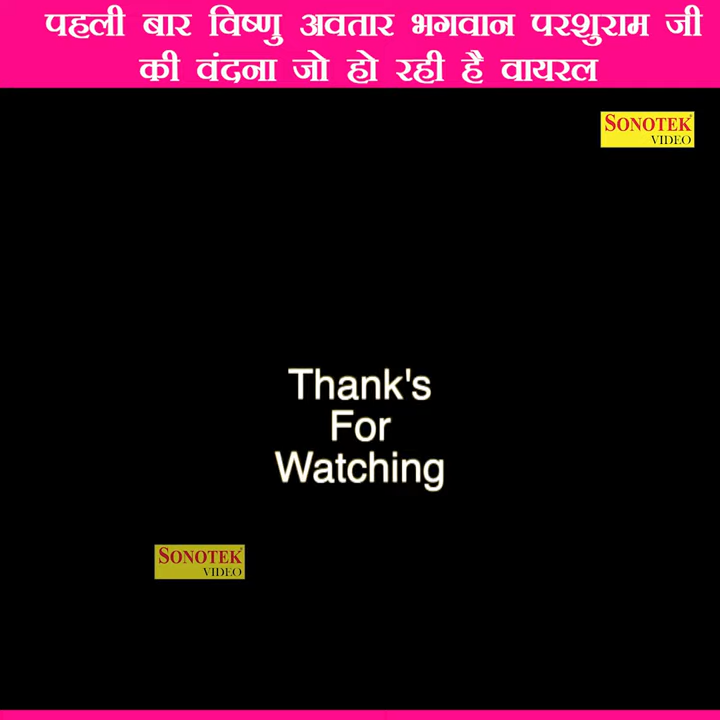 पहली बार विष्णु अवतार भगवान परशुराम जी
की वंदना जो हो रही है वायरल
SONOTEK
VIDEO
Thank's
For
Watching
SONOTEK
VIDEO